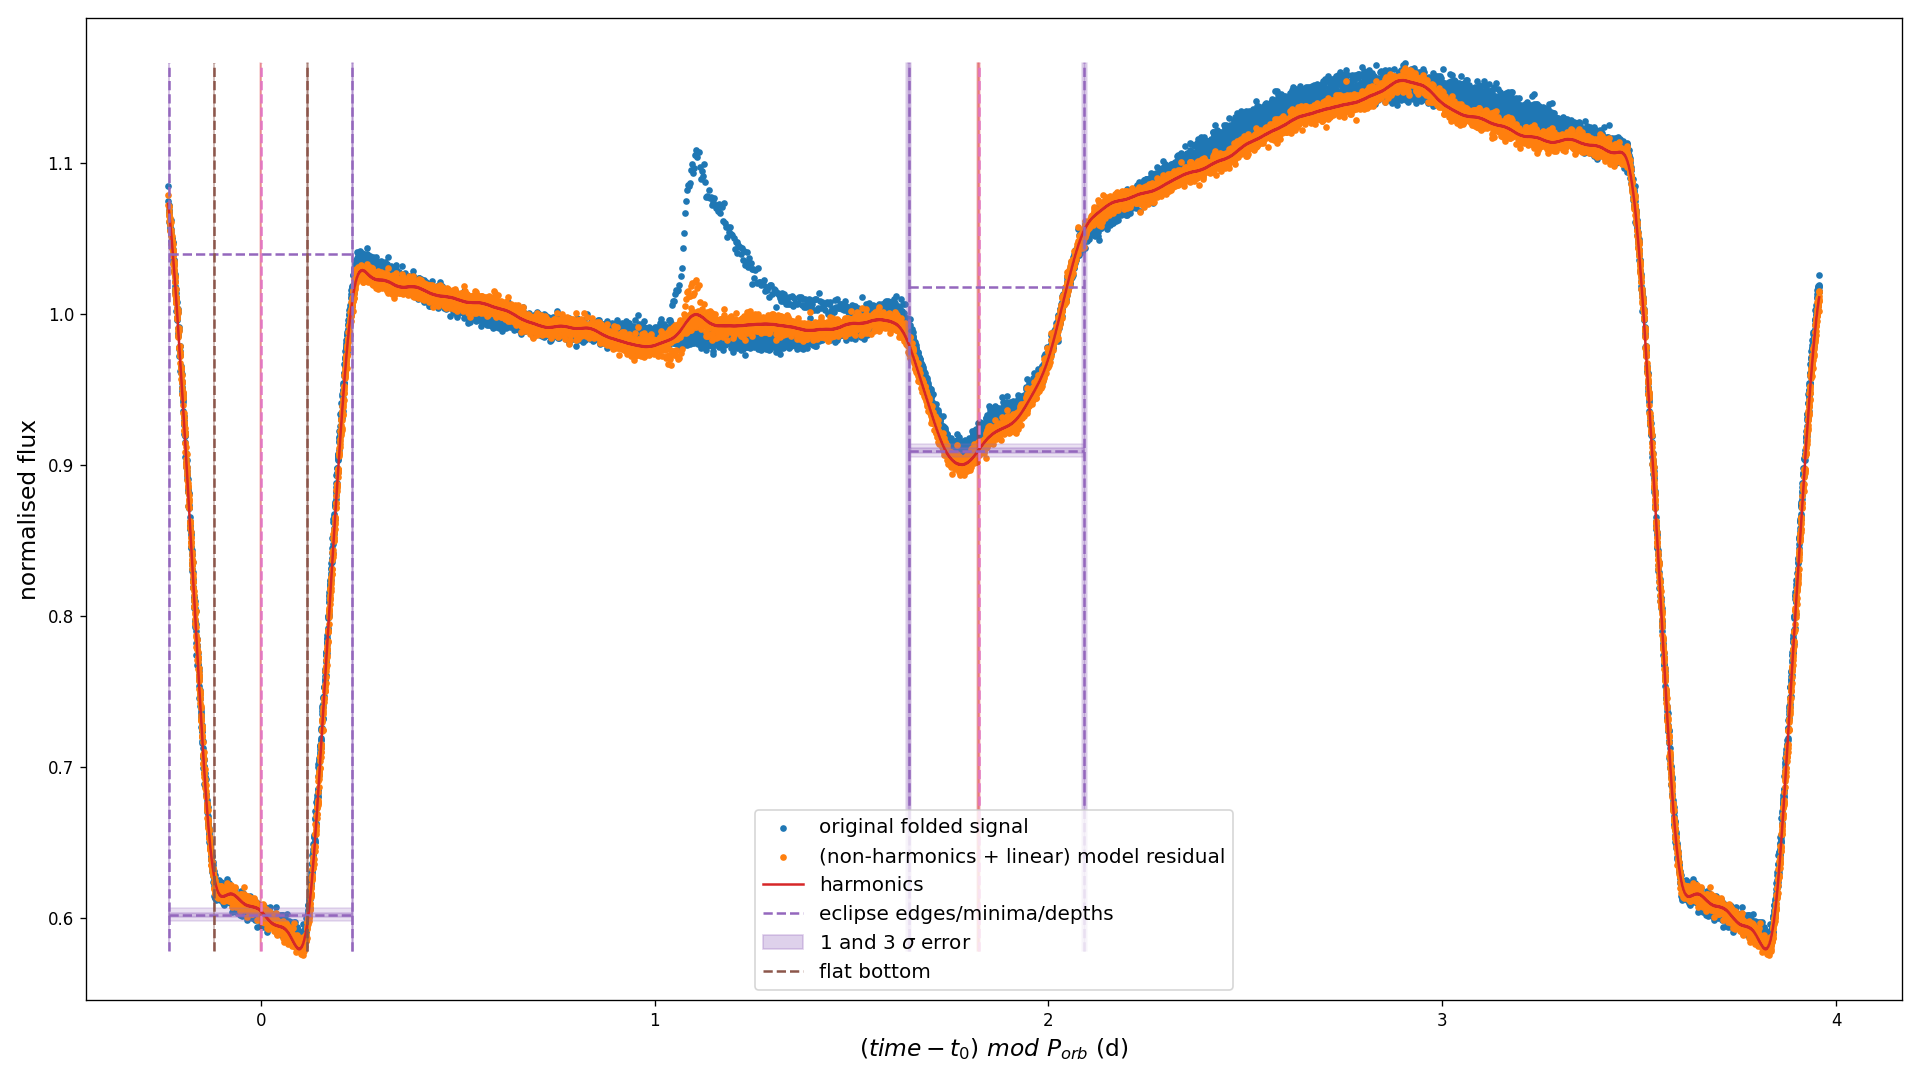 normalised flux
1.1
1.0
0.9
0.8
0.7
0.6
original folded signal
(non-harmonics + linear) model residual
harmonics
eclipse edges/minima/depths
1 and 3 σ error
flat bottom
0 1 2 3 4
(time − t₀) mod Pₒᵣb (d)